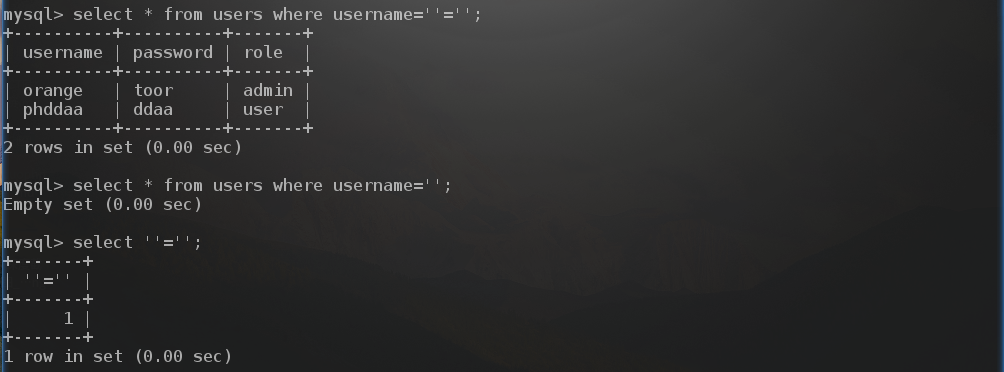 mysql> select * from users where username=''='';
+----------+----------+-------+
| username | password | role  |
+----------+----------+-------+
| orange   | toor     | admin |
| phddaa   | ddaa     | user  |
+----------+----------+-------+
2 rows in set (0.00 sec)
mysql> select * from users where username='';
Empty set (0.00 sec)
mysql> select ''='';
+-------+
| ''='' |
+-------+
|     1 |
+-------+
1 row in set (0.00 sec)